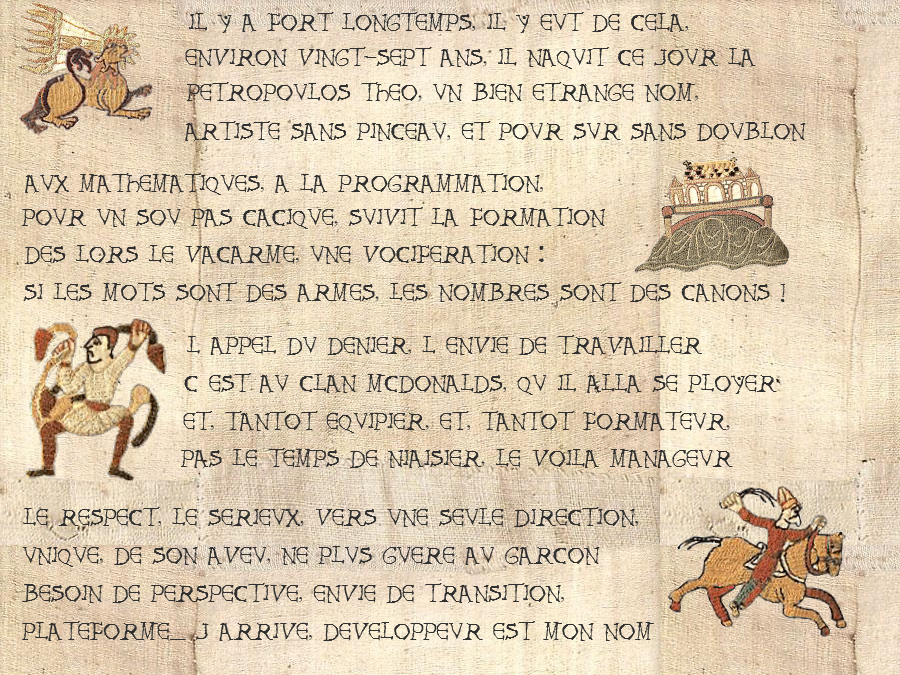 IL Y A FORT LONGTEMPS, IL Y EVT DE CELA,
ENVIRON VINGT-SEPT ANS, IL NAQVIT CE JOVR LA
PETROPOVLOS THEO, VN BIEN ETRANGE NOM,
ARTISTE SANS PINCEAV, ET POVR SVR SANS DOVBLON
AVX MATHEMATIQVES, A LA PROGRAMMATION,
POVR VN SOV PAS CACIQVE, SVIVIT LA FORMATION
DES LORS LE VACARME, VNE VOCIFERATION :
SI LES MOTS SONT DES ARMES, LES NOMBRES SONT DES CANONS !
L APPEL DV DENIER, L ENVIE DE TRAVAILLER
C EST AV CLAN MCDONALDS, QV IL ALLA SE PLOYER
ET, TANTOT EQVIPIER, ET, TANTOT FORMATEVR,
PAS LE TEMPS DE NIAISIER, LE VOILA MANAGEVR
LE RESPECT, LE SERIEVX, VERS VNE SEVLE DIRECTION,
VNIQVE, DE SON AVEV, NE PLVS GVERE AV GARCON
BESOIN DE PERSPECTIVE, ENVIE DE TRANSITION,
PLATEFORME_ J ARRIVE, DEVELOPPEVR EST MON NOM